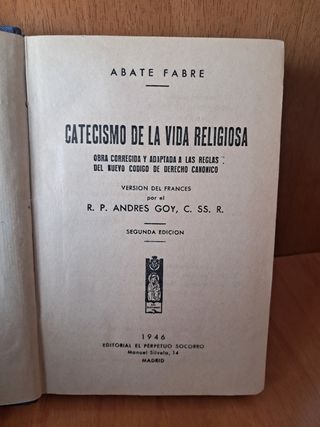 ABATE FABRE
CATECISMO DE LA VIDA RELIGIOSA
OBRA CORREGIDA Y ADAPTADA A LAS REGLAS
DEL NUEVO CODIGO DE DERECHO CANONICO
VERSION DEL FRANCES
por el
R. P. ANDRES GOY, C. SS. R.
SEGUNDA EDICION
1946
EDITORIAL EL PERPETUO SOCORRO
Manuel Silvela, 14
MADRID